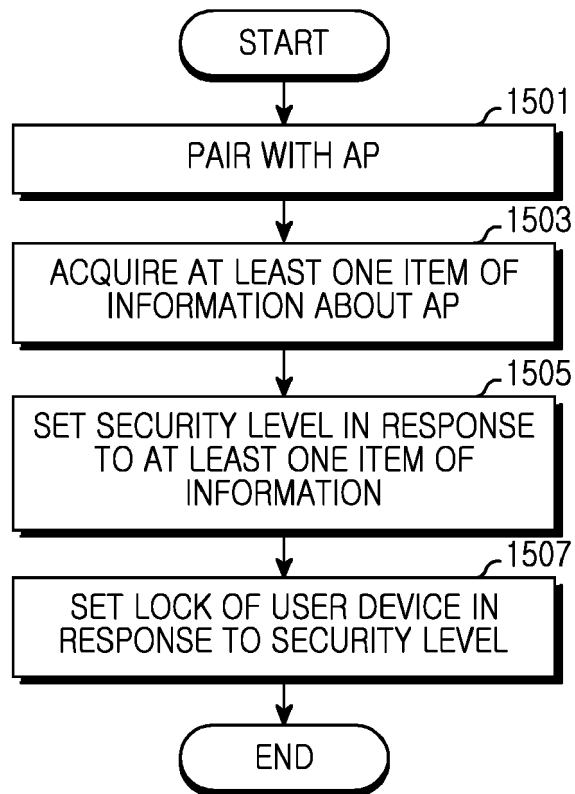 START
1501
PAIR WITH AP
1503
ACQUIRE AT LEAST ONE ITEM OF
INFORMATION ABOUT AP
1505
SET SECURITY LEVEL IN RESPONSE
TO AT LEAST ONE ITEM OF
INFORMATION
1507
SET LOCK OF USER DEVICE IN
RESPONSE TO SECURITY LEVEL
END